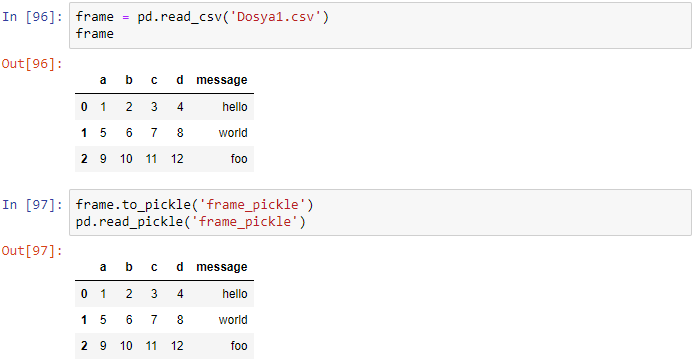 In [96]: frame = pd.read_csv('Dosya1.csv')
frame
Out[96]:
a b c d message
0 1 2 3 4 hello
1 5 6 7 8 world
2 9 10 11 12 foo
In [97]: frame.to_pickle('frame_pickle')
pd.read_pickle('frame_pickle')
Out[97]:
a b c d message
0 1 2 3 4 hello
1 5 6 7 8 world
2 9 10 11 12 foo